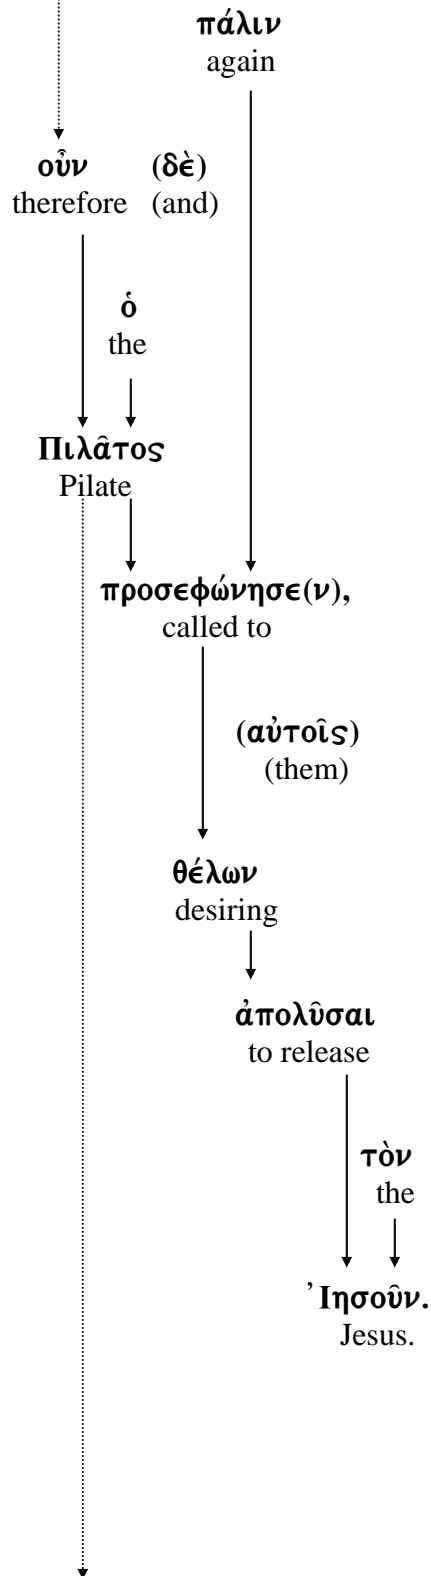 πάλιν
again
οὖν (δὲ)
therefore (and)
ὁ
the
Πιλᾶτος
Pilate
προσεφώνησε(ν),
called to
(αὐτοῖς)
(them)
θέλων
desiring
ἀπολῦσαι
to release
τὸν
the
Ἰησοῦν.
Jesus.